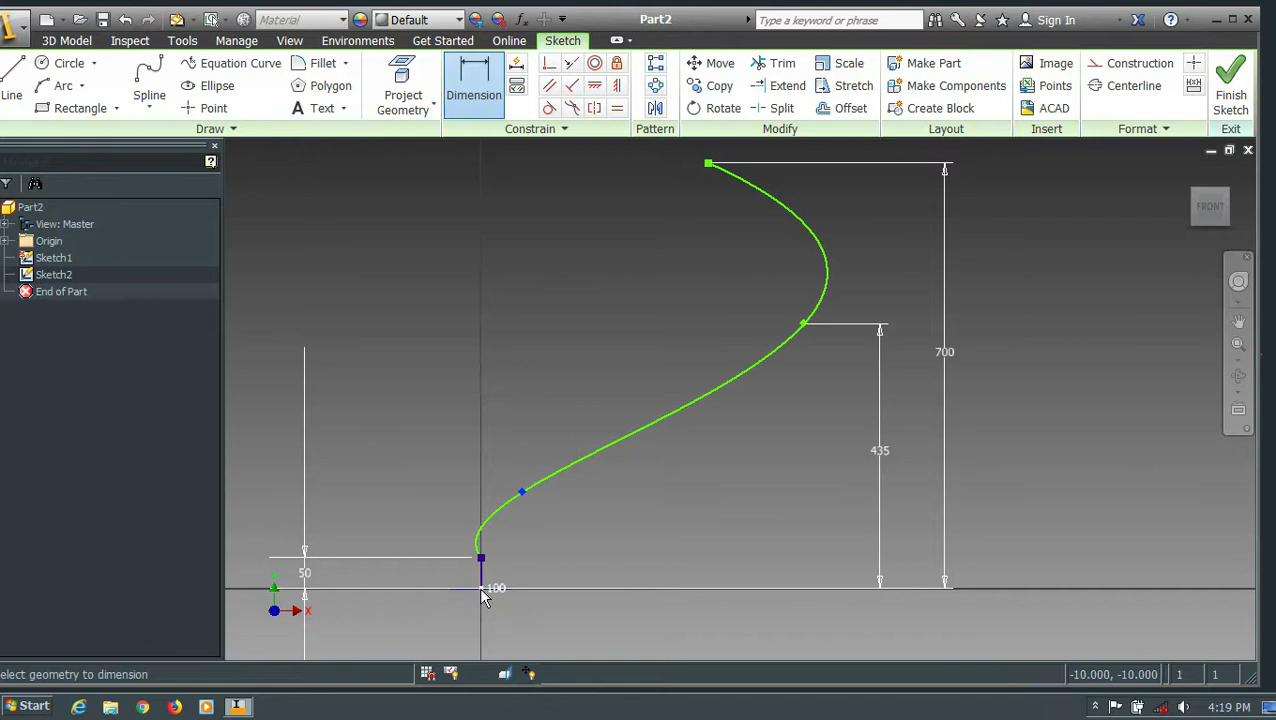 Material
Default
Part2
Type a keyword or phrase
Sign In
3D Model Inspect Tools Manage View Environments Get Started Online Sketch
Line
Circle
Arc
Rectangle
Spline
Equation Curve
Ellipse
Point
Fillet
Polygon
Text
Project Geometry
Dimension
Move
Copy
Rotate
Trim
Extend
Split
Scale
Stretch
Offset
Make Part
Make Components
Create Block
Image
Points
ACAD
Construction
Centerline
Finish Sketch
Draw Constrain Pattern Modify Layout Insert Format Exit
Part2
View: Master
Origin
Sketch1
Sketch2
End of Part
FRONT
700
435
50
100
X
select geometry to dimension
-10.000, -10.000 1 1
Start
4:19 PM